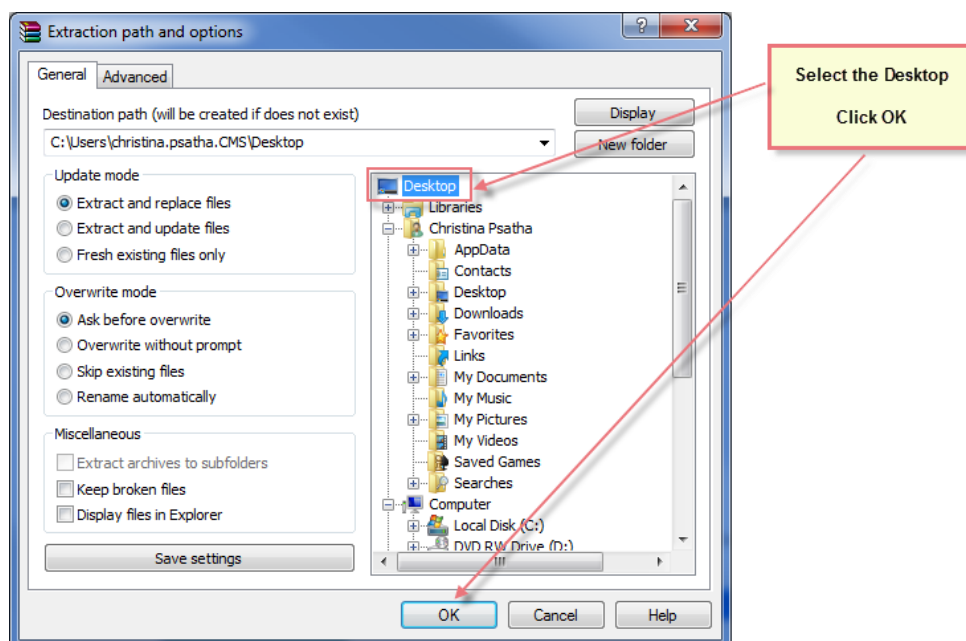 Extraction path and options
General
Advanced
Destination path (will be created if does not exist)
Display
C:\Users\christina.psatha.CMS\Desktop
New folder
Update mode
Extract and replace files
Extract and update files
Fresh existing files only
Overwrite mode
Ask before overwrite
Overwrite without prompt
Skip existing files
Rename automatically
Miscellaneous
Extract archives to subfolders
Keep broken files
Display files in Explorer
Save settings
Desktop
Libraries
Christina Psatha
AppData
Contacts
Desktop
Downloads
Favorites
Links
My Documents
My Music
My Pictures
My Videos
Saved Games
Searches
Computer
Local Disk (C:)
DVD RW Drive (D:)
OK
Cancel
Help
Select the Desktop
Click OK